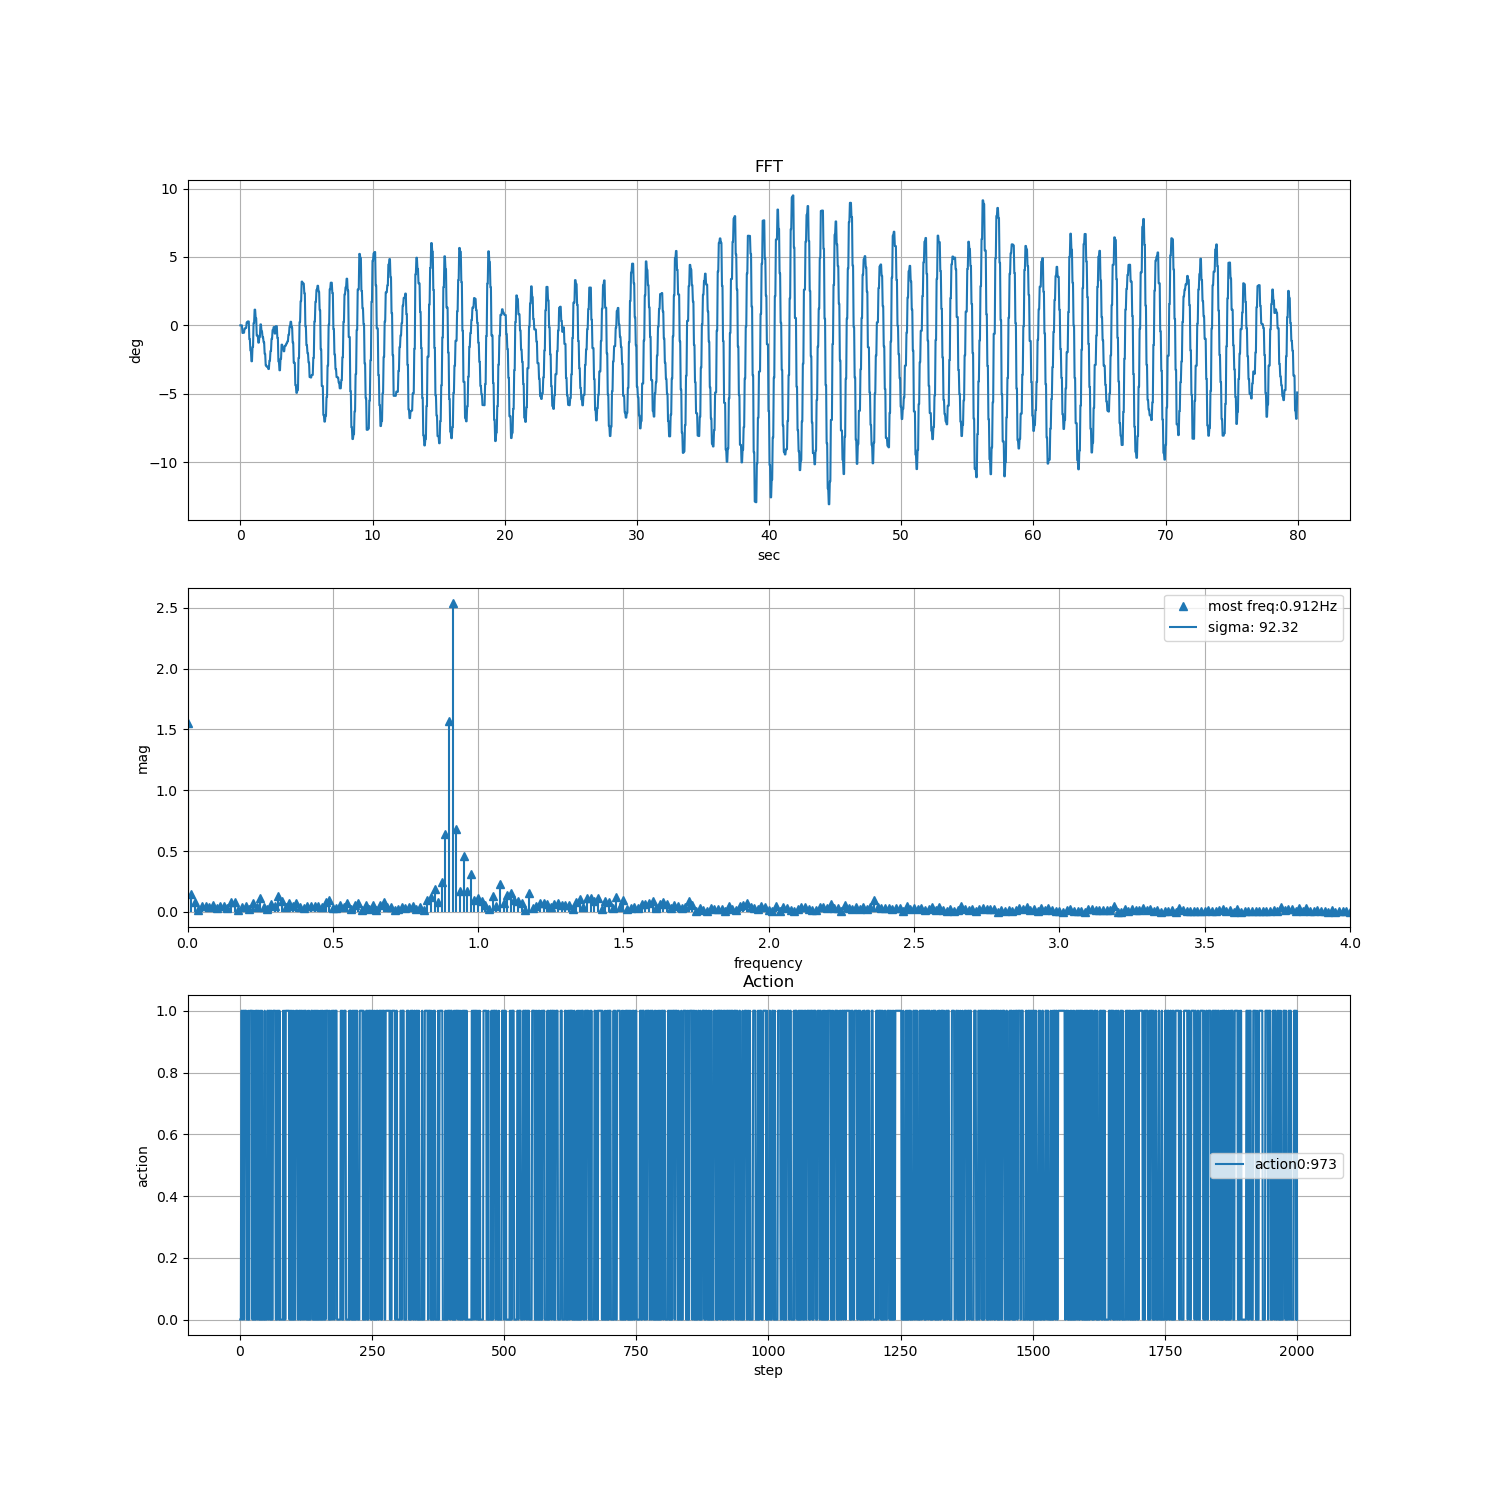 FFT
10
5
0
−5
−10
deg
0 10 20 30 40 50 60 70 80
sec
most freq:0.912Hz
sigma: 92.32
2.5
2.0
1.5
1.0
0.5
0.0
mag
0.0 0.5 1.0 1.5 2.0 2.5 3.0 3.5 4.0
frequency
Action
1.0
0.8
0.6
0.4
0.2
0.0
action
action0:973
0 250 500 750 1000 1250 1500 1750 2000
step